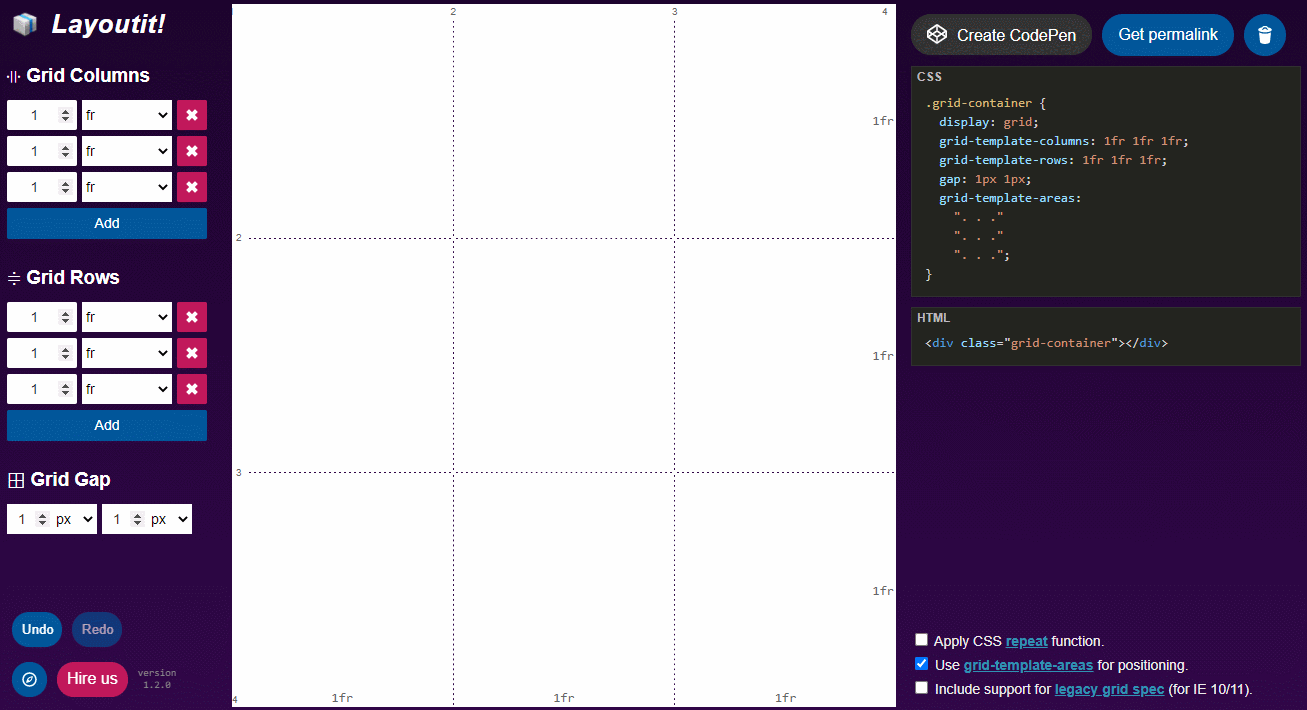 Layoutit!
Grid Columns
1 fr ✖
1 fr ✖
1 fr ✖
Add
Grid Rows
1 fr ✖
1 fr ✖
1 fr ✖
Add
Grid Gap
1 px 1 px
Undo Redo
Hire us version
1.2.0
2 3 4
1fr
2
1fr
3
1fr
4 1fr 1fr 1fr
Create CodePen Get permalink
CSS
.grid-container {
display: grid;
grid-template-columns: 1fr 1fr 1fr;
grid-template-rows: 1fr 1fr 1fr;
gap: 1px 1px;
grid-template-areas:
". . ."
". . ."
". . .";
}
HTML
<div class="grid-container"></div>
Apply CSS repeat function.
Use grid-template-areas for positioning.
Include support for legacy grid spec (for IE 10/11).